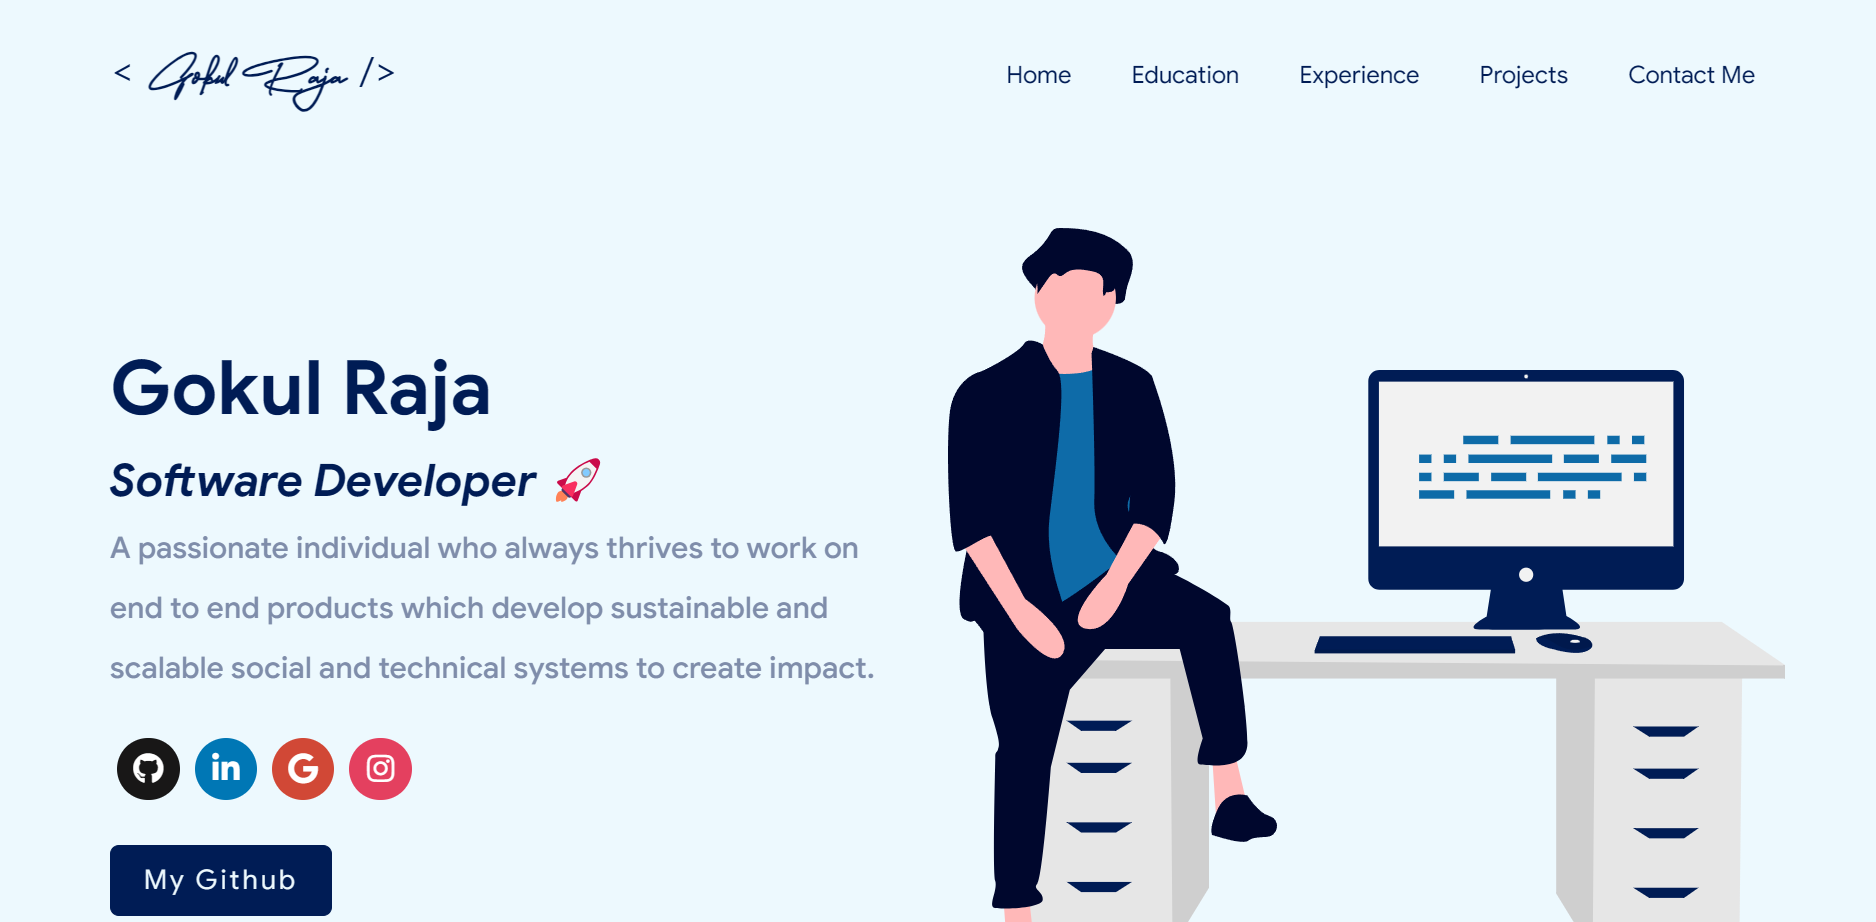 < Gokul Raja />
Home Education Experience Projects Contact Me
Gokul Raja
Software Developer 🚀
A passionate individual who always thrives to work on
end to end products which develop sustainable and
scalable social and technical systems to create impact.
in G
My Github